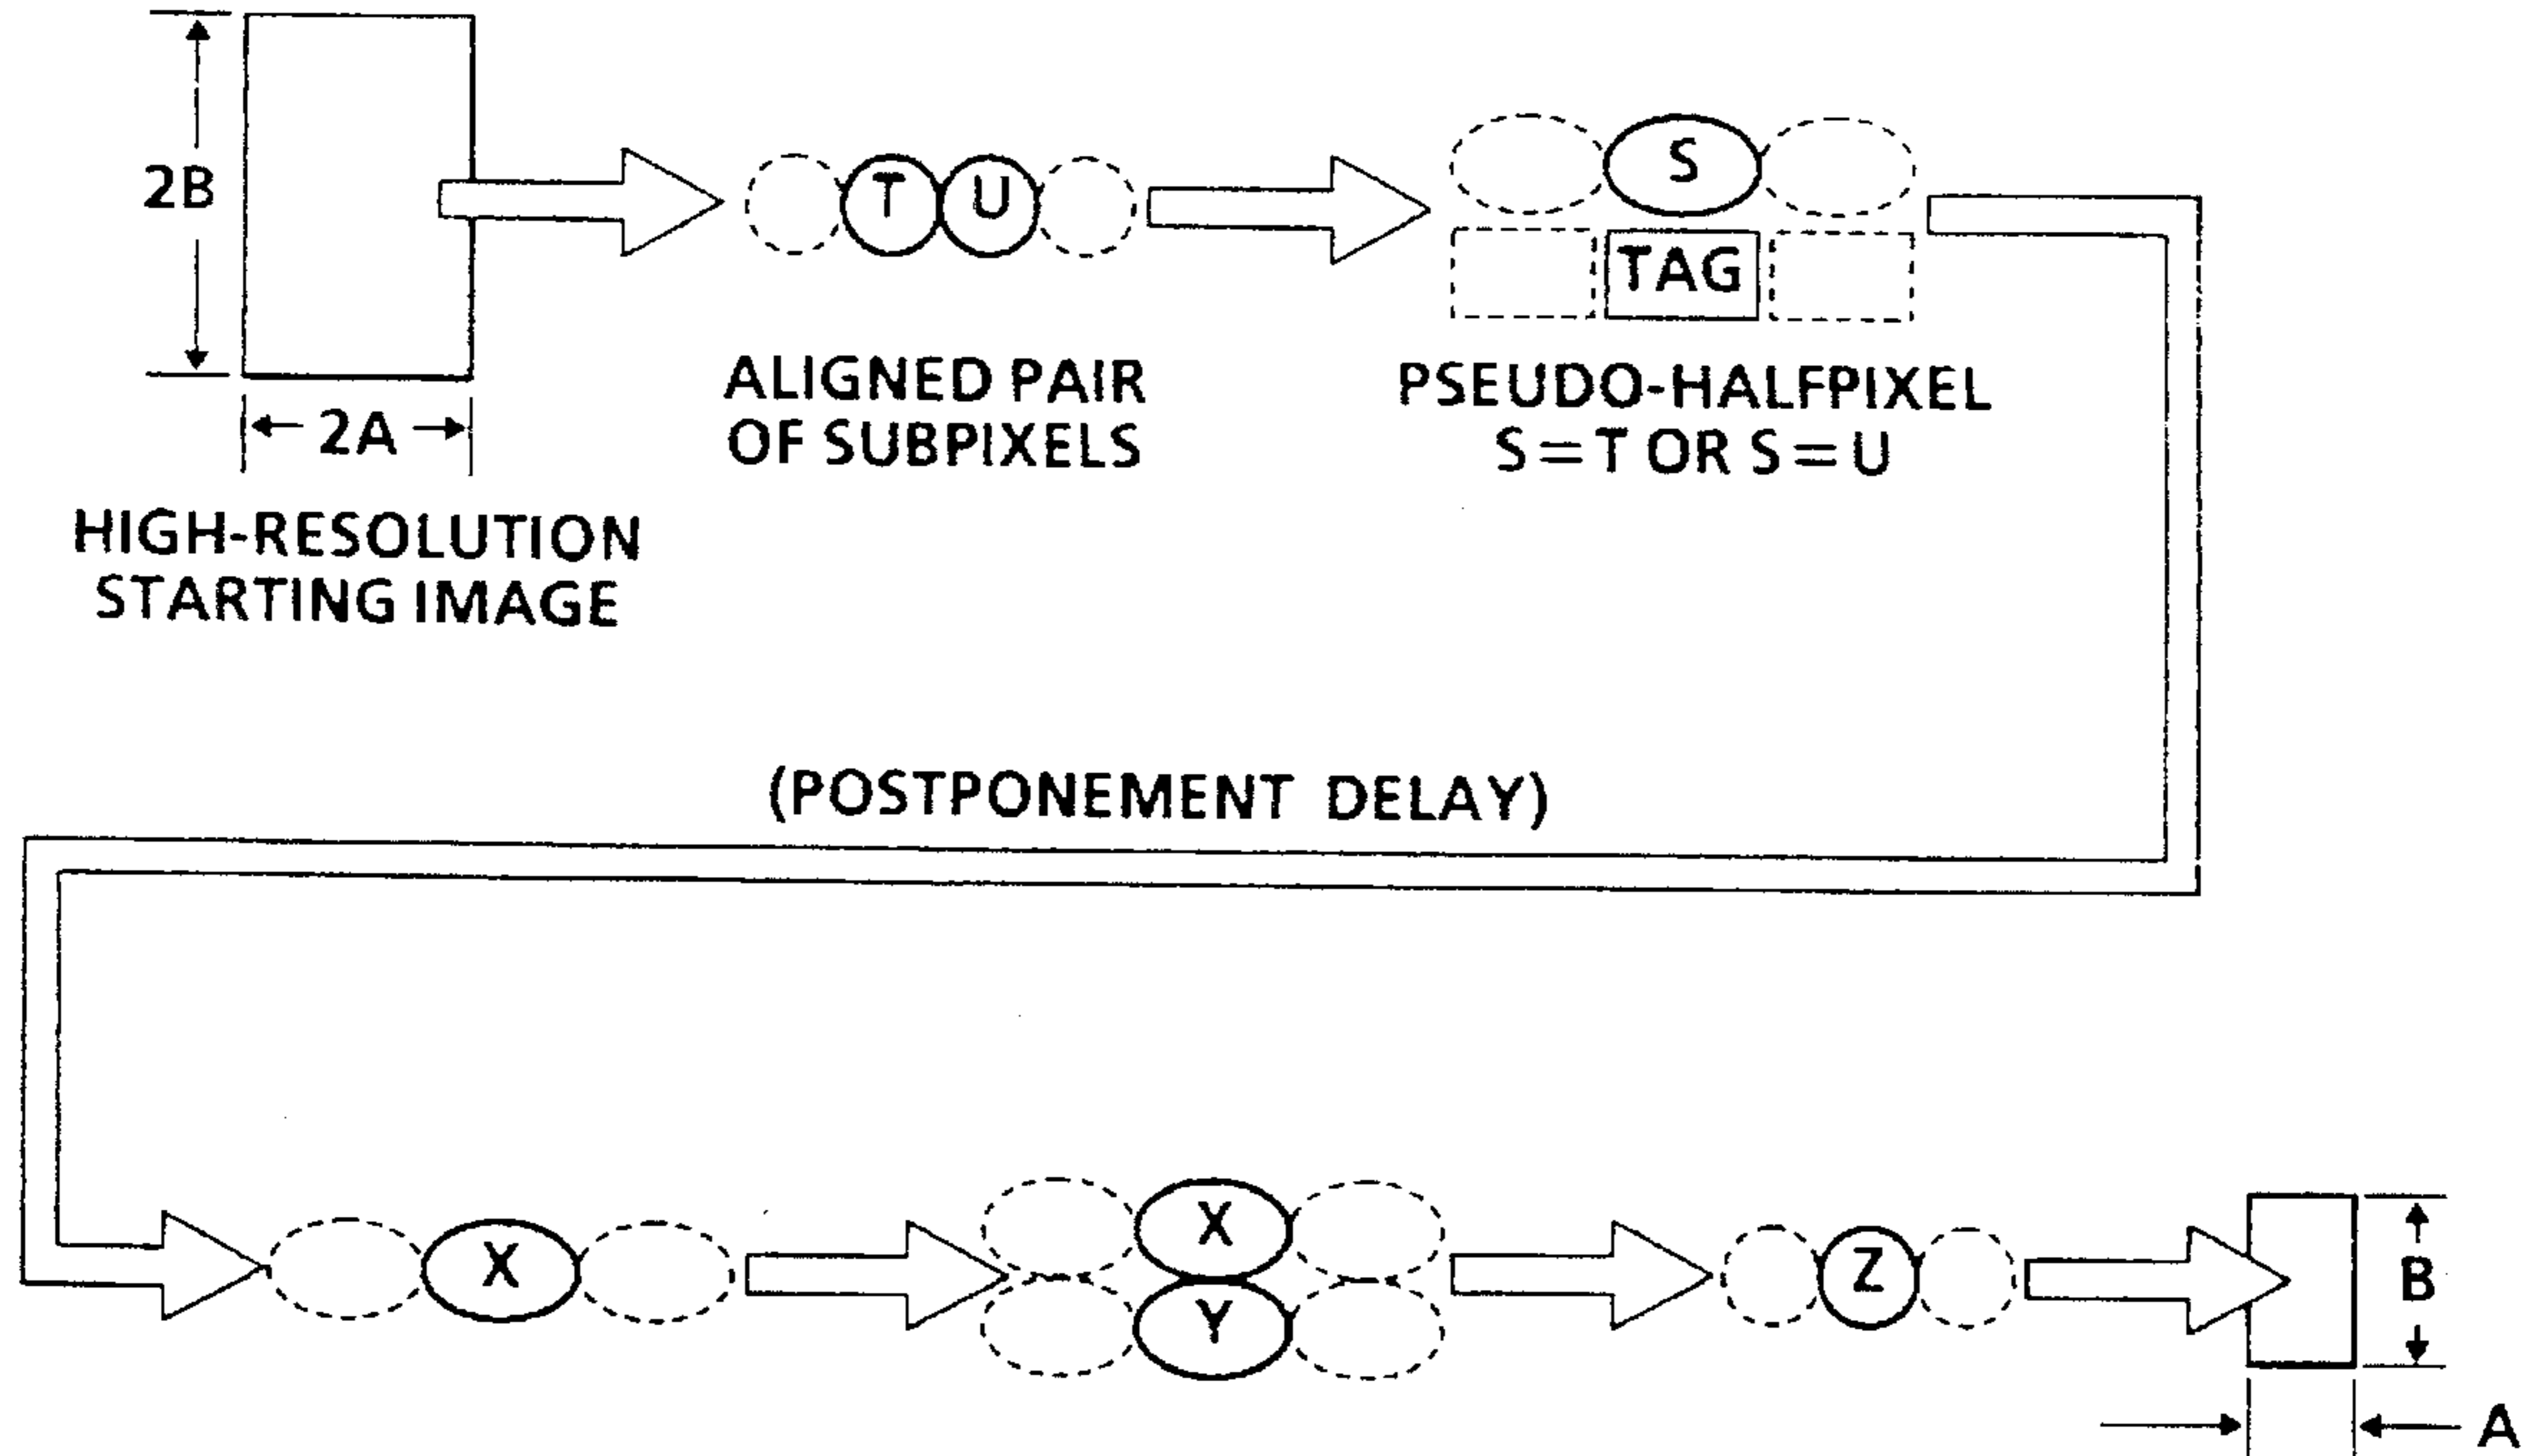 2B
2A
HIGH-RESOLUTION
STARTING IMAGE
T U
ALIGNED PAIR
OF SUBPIXELS
S
TAG
PSEUDO-HALFPIXEL
S=T OR S=U
(POSTPONEMENT DELAY)
X
X
Y
Z
B
A